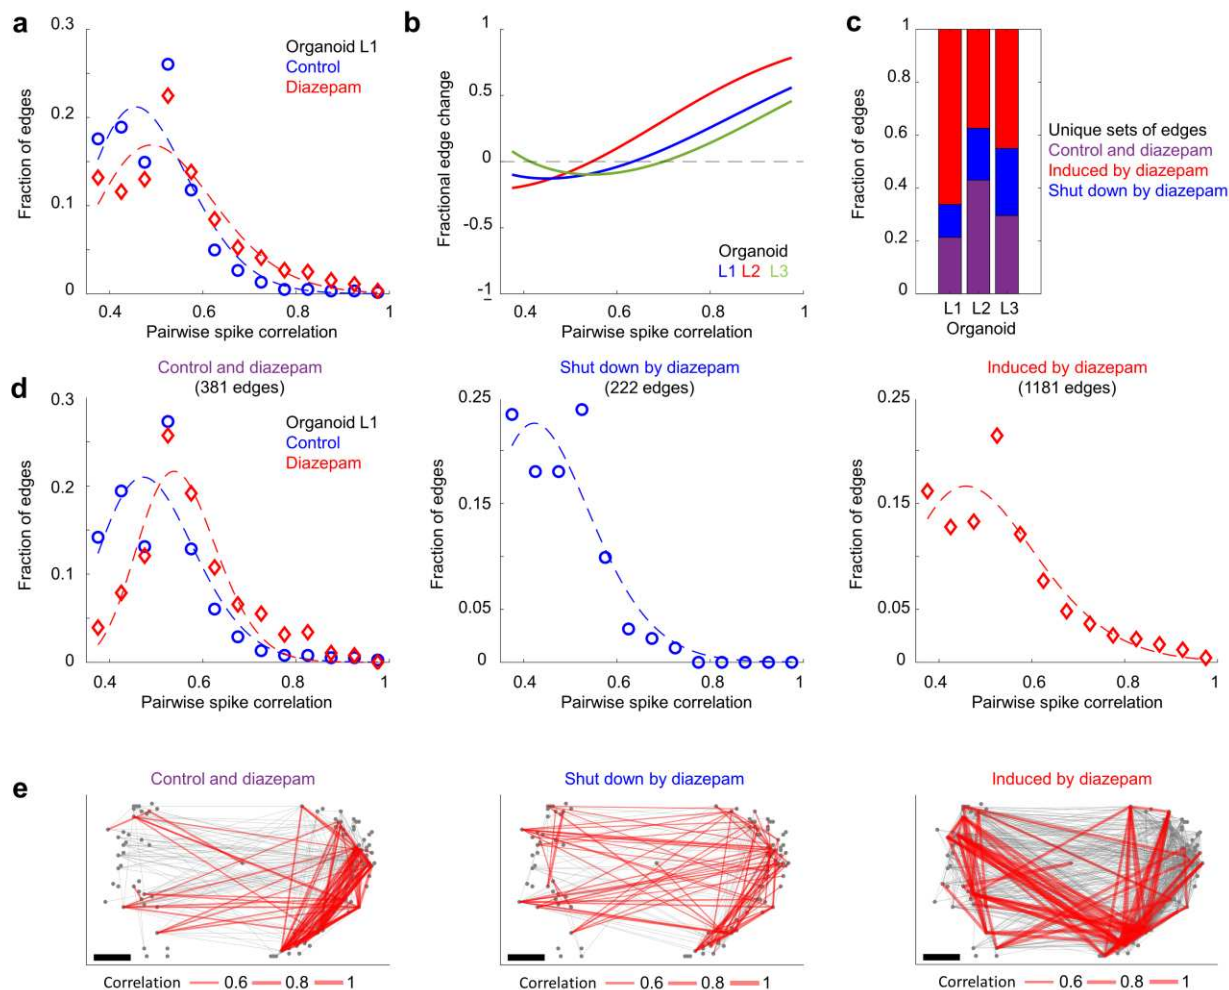 a
0.3
0.2
0.1
0
Fraction of edges
0.4
0.6
0.8
1
Pairwise spike correlation
Organoid L1
Control
Diazepam
b
1
0.5
0
-0.5
-1
Fractional edge change
0.4
0.6
0.8
1
Pairwise spike correlation
Organoid
L1 L2 L3
c
1
0.8
0.6
0.4
0.2
0
Fraction of edges
L1 L2 L3
Organoid
Unique sets of edges
Control and diazepam
Induced by diazepam
Shut down by diazepam
d
Control and diazepam
(381 edges)
0.3
0.2
0.1
0
Fraction of edges
0.4
0.6
0.8
1
Pairwise spike correlation
Organoid L1
Control
Diazepam
Shut down by diazepam
(222 edges)
0.25
0.15
0.05
0
Fraction of edges
0.4
0.6
0.8
1
Pairwise spike correlation
Induced by diazepam
(1181 edges)
0.25
0.15
0.05
0
Fraction of edges
0.4
0.6
0.8
1
Pairwise spike correlation
e
Control and diazepam
Correlation 0.6 0.8 1
Shut down by diazepam
Correlation 0.6 0.8 1
Induced by diazepam
Correlation 0.6 0.8 1